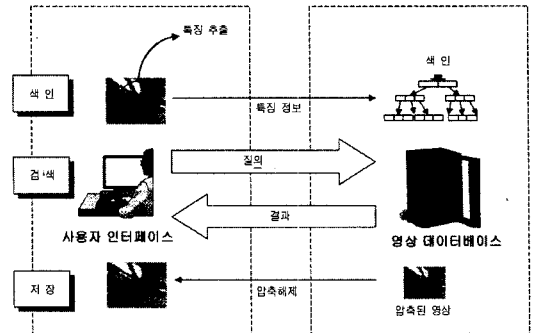 특징 추출
색 인
색 인
특징 정보
검색
질의
결과
사용자 인터페이스
영상 데이터베이스
저 장
압축해제
압축된 영상